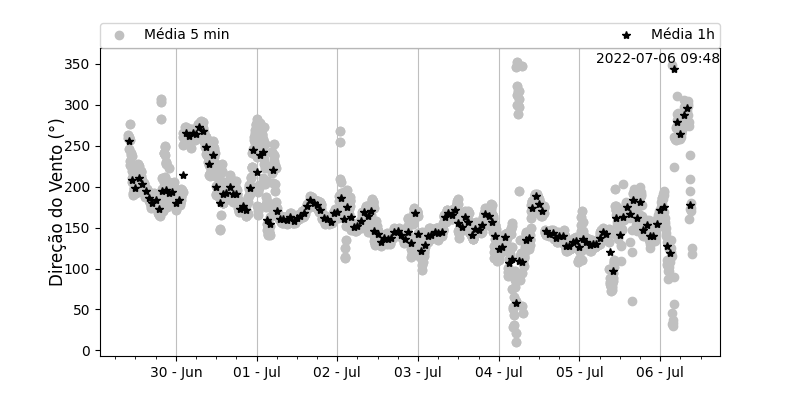 Média 5 min
Média 1h
2022-07-06 09:48
350
300
250
200
150
100
50
0
Direção do Vento (°)
30 - Jun
01 - Jul
02 - Jul
03 - Jul
04 - Jul
05 - Jul
06 - Jul